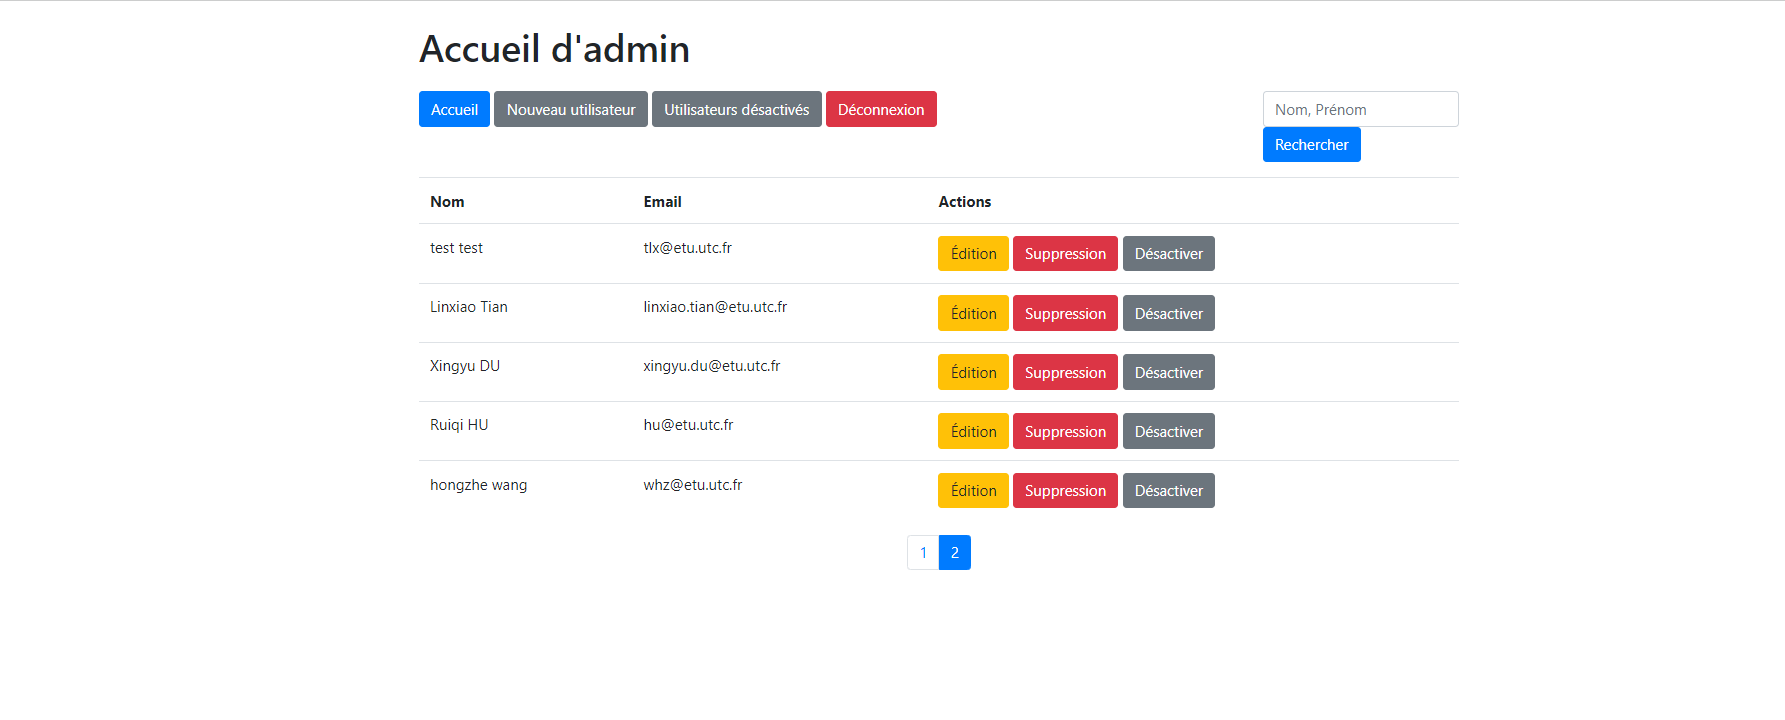 Accueil d'admin
Accueil Nouveau utilisateur Utilisateurs désactivés Déconnexion Nom, Prénom
Rechercher
Nom Email Actions
test test tlx@etu.utc.fr Édition Suppression Désactiver
Linxiao Tian linxiao.tian@etu.utc.fr Édition Suppression Désactiver
Xingyu DU xingyu.du@etu.utc.fr Édition Suppression Désactiver
Ruiqi HU hu@etu.utc.fr Édition Suppression Désactiver
hongzhe wang whz@etu.utc.fr Édition Suppression Désactiver
1 2